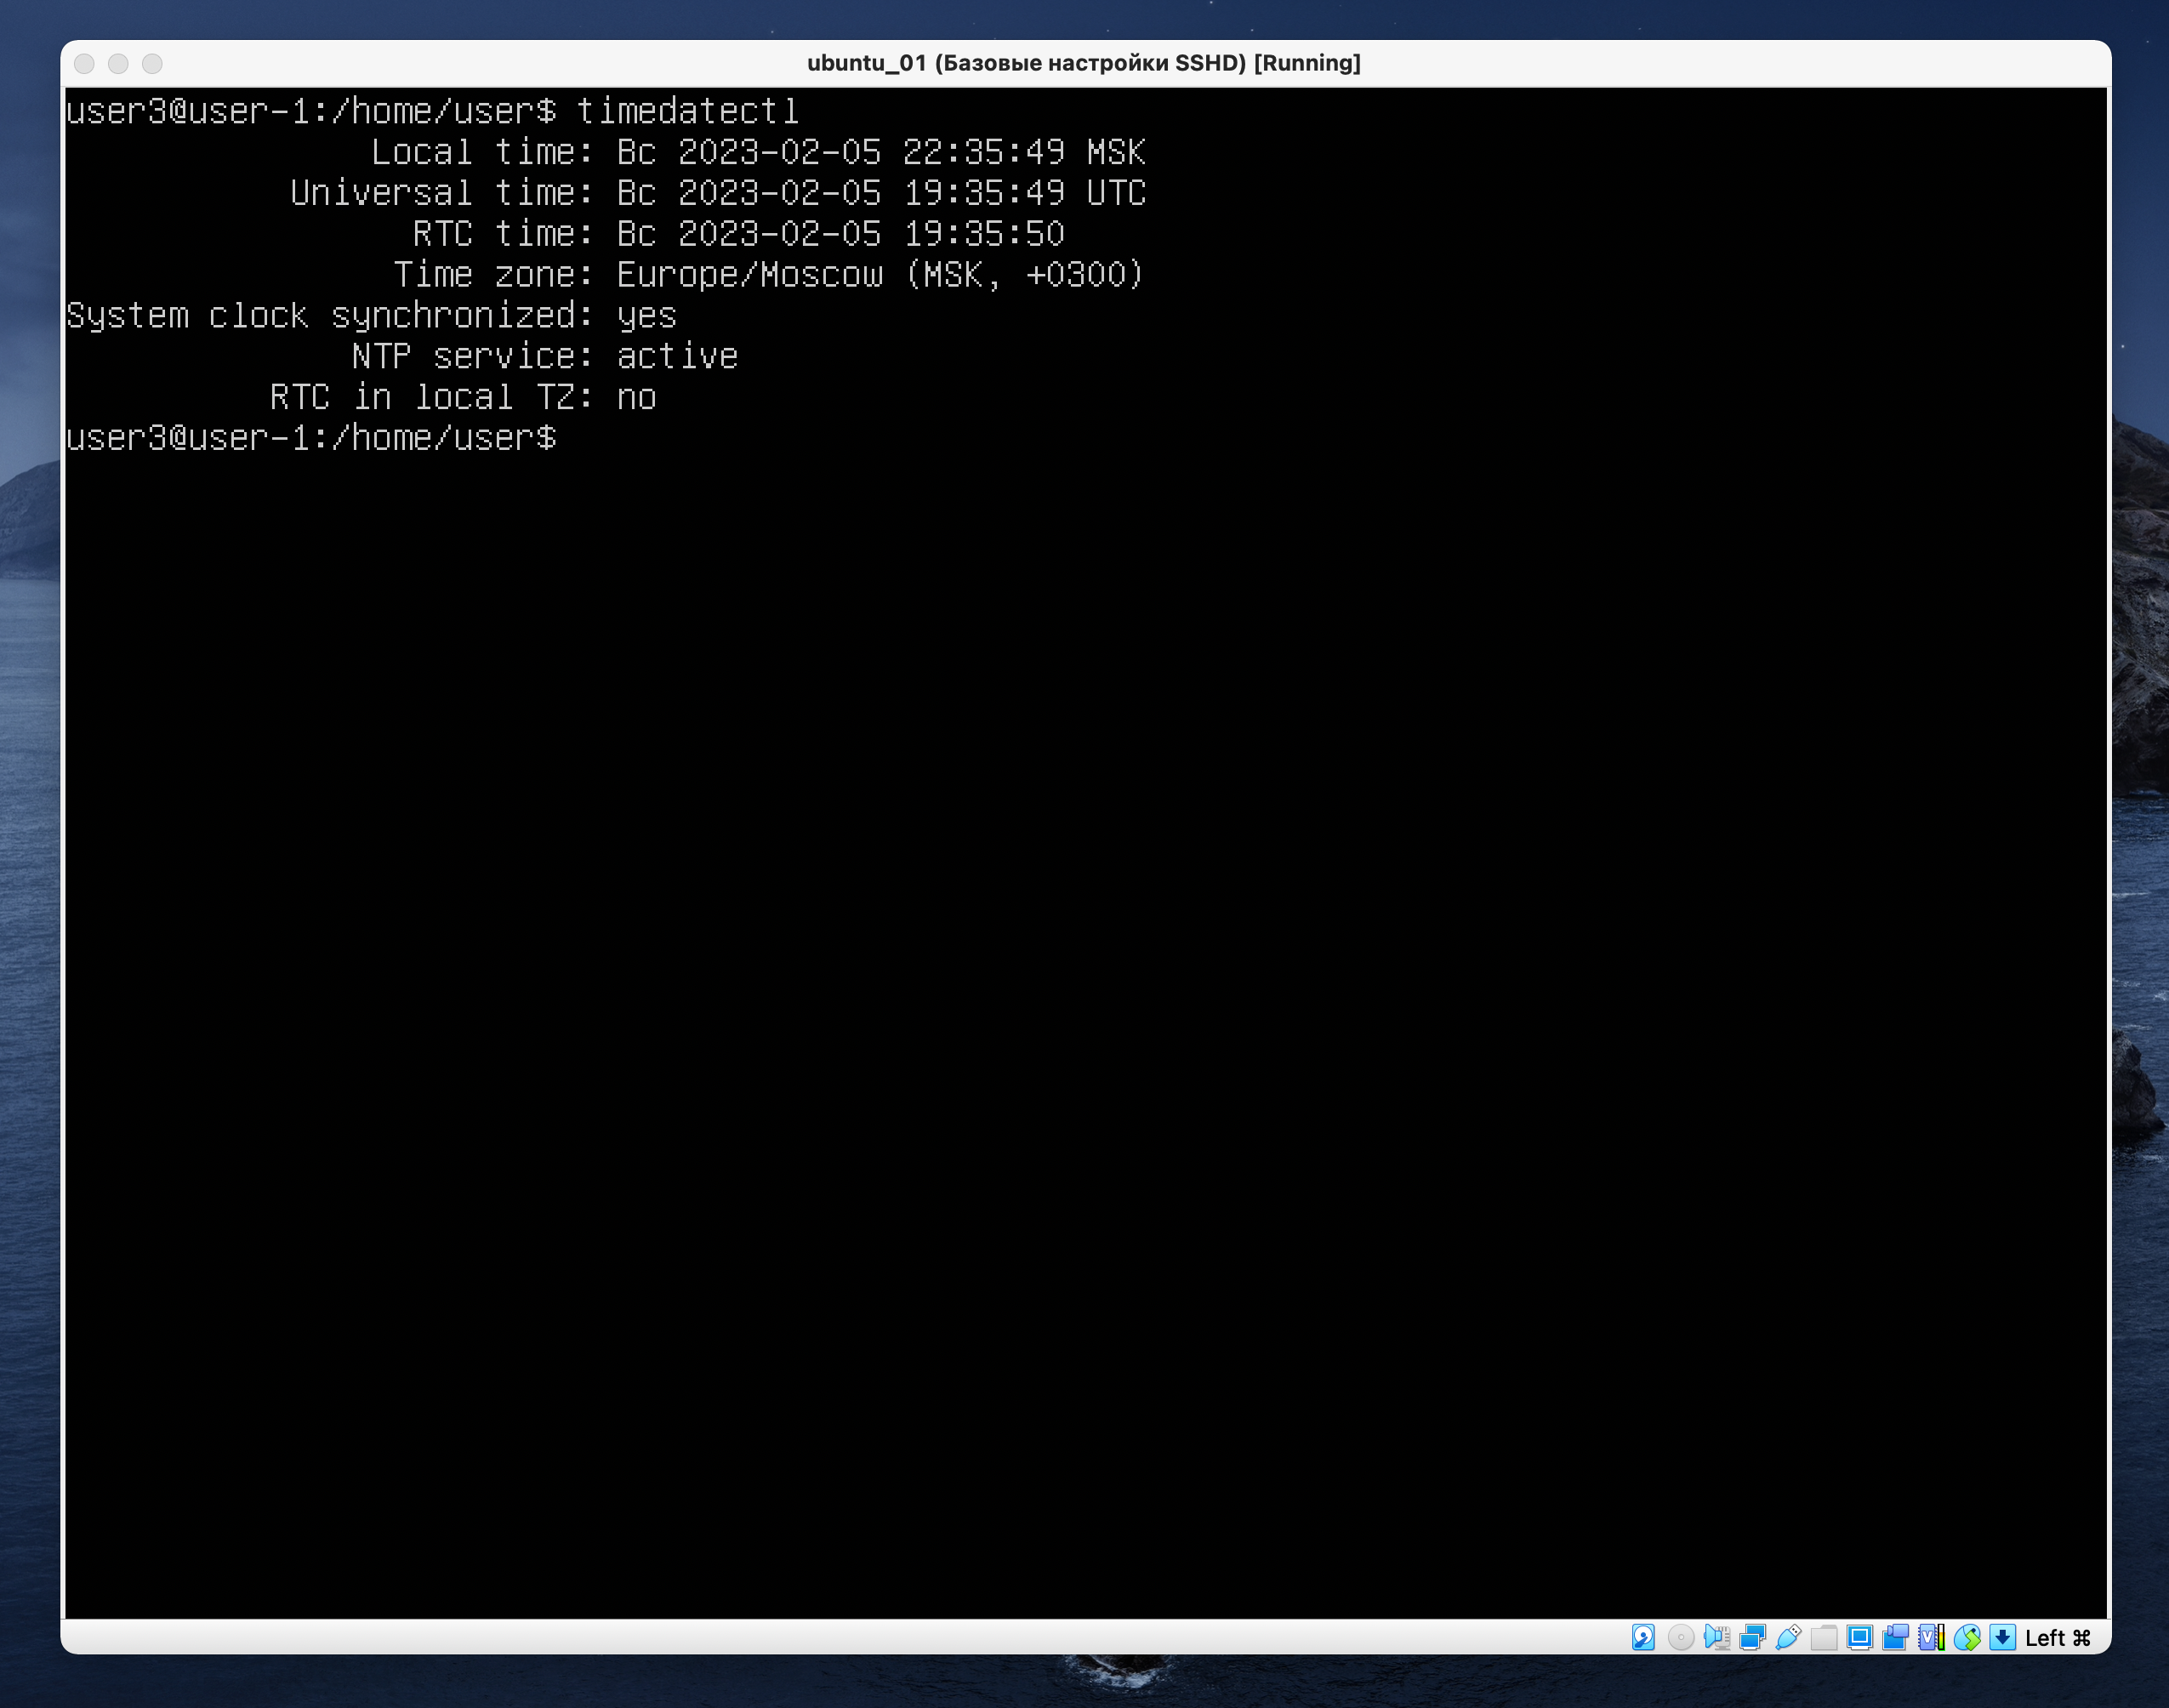 ubuntu_01 (Базовые настройки SSHD) [Running]
user3@user-1:/home/user$ timedatectl
Local time: Вс 2023-02-05 22:35:49 MSK
Universal time: Вс 2023-02-05 19:35:49 UTC
RTC time: Вс 2023-02-05 19:35:50
Time zone: Europe/Moscow (MSK, +0300)
System clock synchronized: yes
NTP service: active
RTC in local TZ: no
user3@user-1:/home/user$
Left ⌘